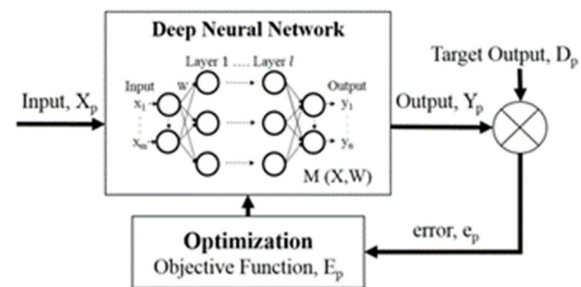 Deep Neural Network
Target Output, Dp
Layer 1 .... Layer l
Input
W
Output
Input, Xp
x1
y1
Output, Yp
xm
yn
M (X,W)
Optimization
Objective Function, Ep
error, ep